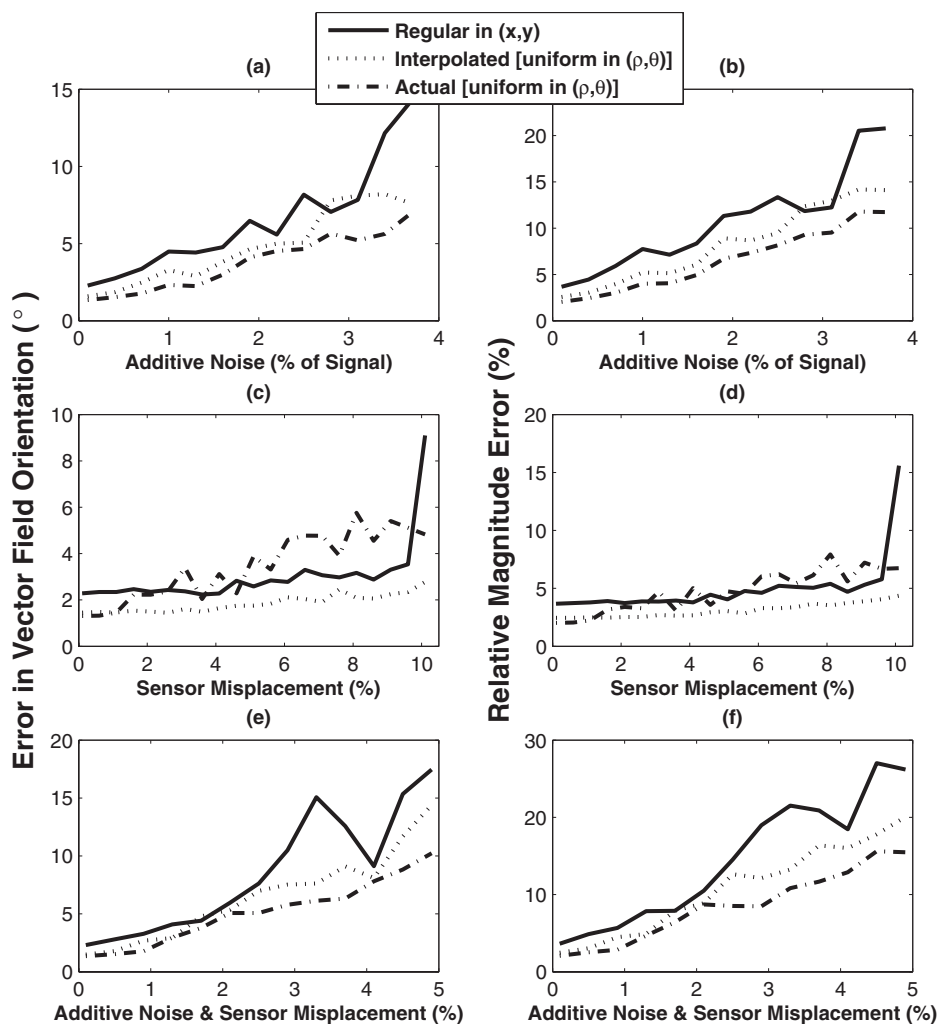 Regular in (x,y)
Interpolated [uniform in (ρ,θ)]
Actual [uniform in (ρ,θ)]
(a)
(b)
15
10
5
0
0 1 2 3 4
Additive Noise (% of Signal)
20
15
10
5
0
0 1 2 3 4
Additive Noise (% of Signal)
Error in Vector Field Orientation (°)
Relative Magnitude Error (%)
(c)
10
8
6
4
2
0
0 2 4 6 8 10
Sensor Misplacement (%)
(d)
20
15
10
5
0
0 2 4 6 8 10
Sensor Misplacement (%)
(e)
20
15
10
5
0
0 1 2 3 4 5
Additive Noise & Sensor Misplacement (%)
(f)
30
20
10
0
0 1 2 3 4 5
Additive Noise & Sensor Misplacement (%)